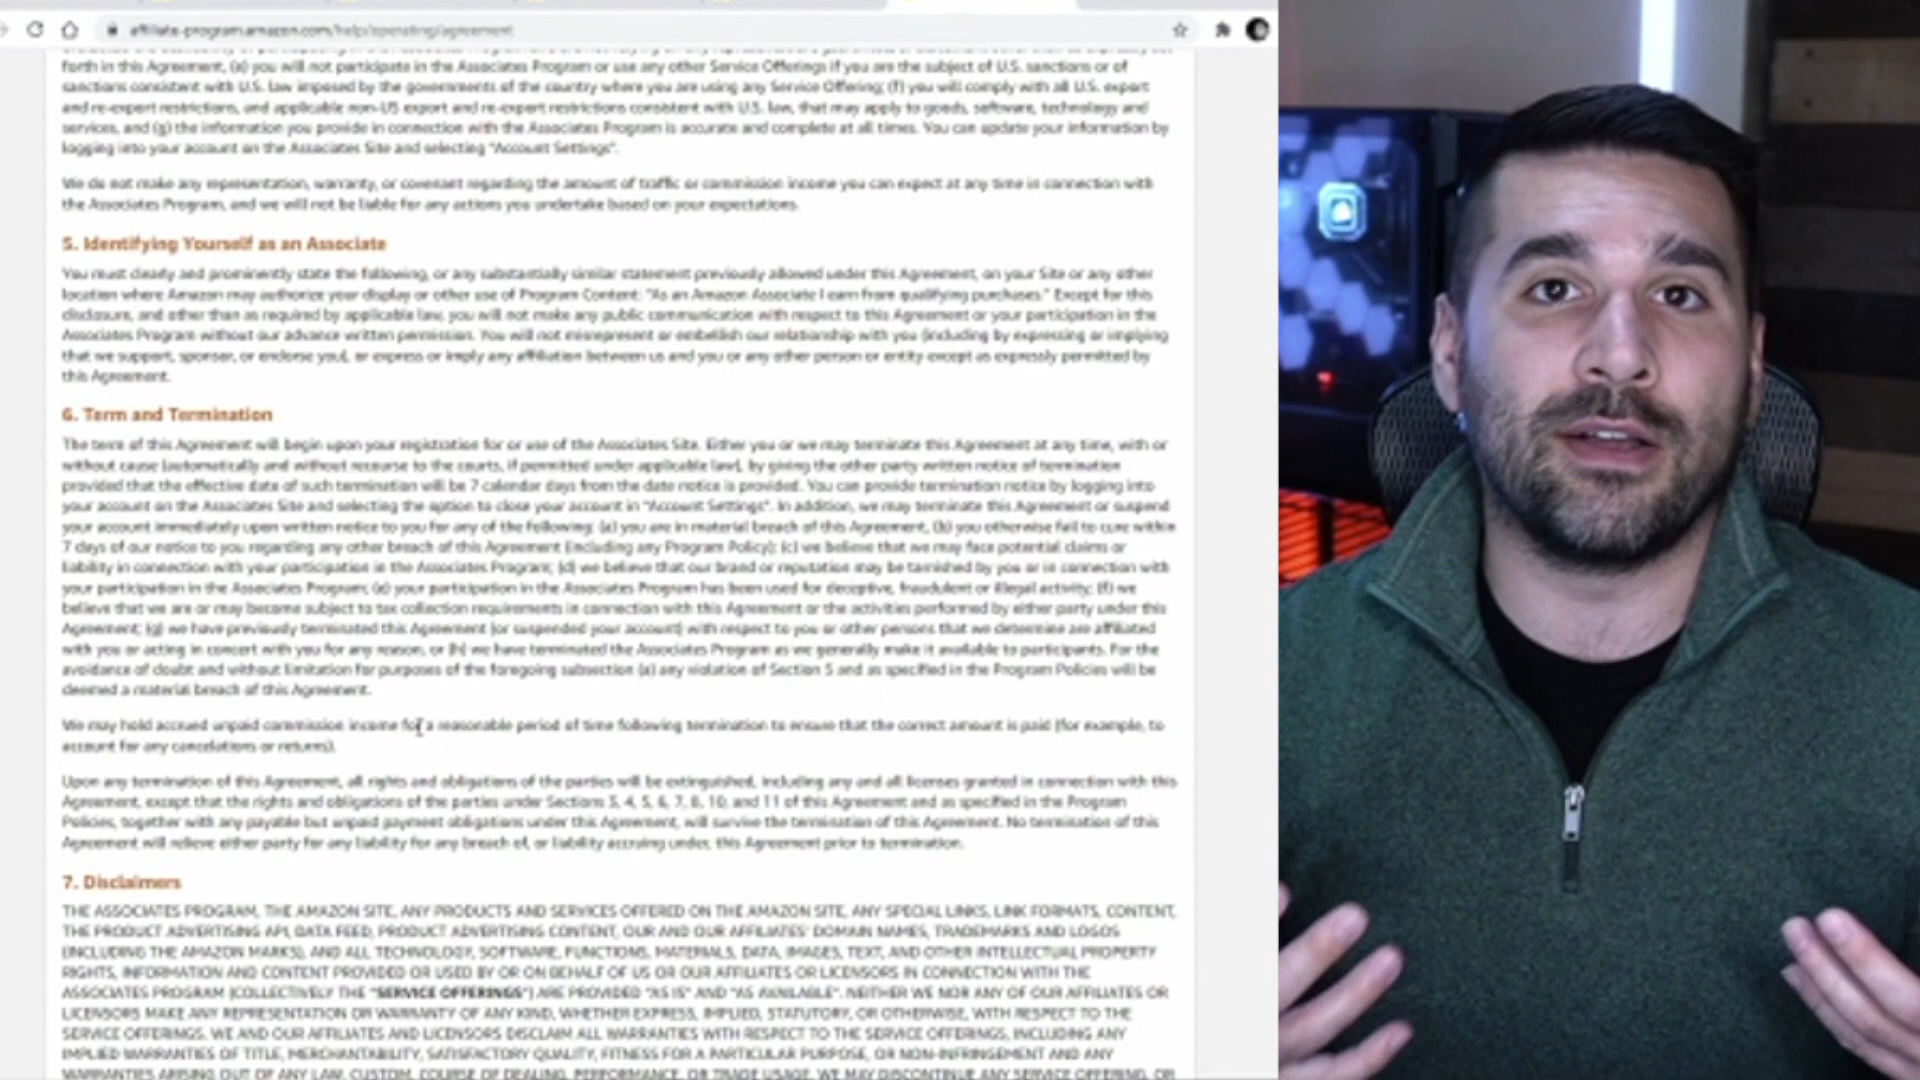 affiliate-program.amazon.com/help/operating/agreement
forth in this Agreement, (e) you will not participate in the Associates Program or use any other Service Offerings if you are the subject of U.S. sanctions or of
sanctions consistent with U.S. law imposed by the governments of the country where you are using any Service Offering; (f) you will comply with all U.S. export
and re-export restrictions, and applicable non-US export and re-export restrictions consistent with U.S. law, that may apply to goods, software, technology and
services, and (g) the information you provide in connection with the Associates Program is accurate and complete at all times. You can update your information by
logging into your account on the Associates Site and selecting "Account Settings".
We do not make any representation, warranty, or covenant regarding the amount of traffic or commission income you can expect at any time in connection with
the Associates Program, and we will not be liable for any actions you undertake based on your expectations.
5. Identifying Yourself as an Associate
You must clearly and prominently state the following, or any substantially similar statement previously allowed under this Agreement, on your Site or any other
location where Amazon may authorize your display or other use of Program Content: "As an Amazon Associate I earn from qualifying purchases." Except for this
disclosure, and other than as required by applicable law, you will not make any public communication with respect to this Agreement or your participation in the
Associates Program without our advance written permission. You will not misrepresent or embellish our relationship with you (including by expressing or implying
that we support, sponsor, or endorse you), or express or imply any affiliation between us and you or any other person or entity except as expressly permitted by
this Agreement.
6. Term and Termination
The term of this Agreement will begin upon your registration for or use of the Associates Site. Either you or we may terminate this Agreement at any time, with or
without cause (automatically and without recourse to the courts, if permitted under applicable law), by giving the other party written notice of termination
provided that the effective date of such termination will be 7 calendar days from the date notice is provided. You can provide termination notice by logging into
your account on the Associates Site and selecting the option to close your account in "Account Settings". In addition, we may terminate this Agreement or suspend
your account immediately upon written notice to you for any of the following: (a) you are in material breach of this Agreement, (b) you otherwise fail to cure within
7 days of our notice to you regarding any other breach of this Agreement (including any Program Policy); (c) we believe that we may face potential claims or
liability in connection with your participation in the Associates Program; (d) we believe that our brand or reputation may be tarnished by you or in connection with
your participation in the Associates Program; (e) your participation in the Associates Program has been used for deceptive, fraudulent or illegal activity; (f) we
believe that we are or may become subject to tax collection requirements in connection with this Agreement or the activities performed by either party under this
Agreement; (g) we have previously terminated this Agreement (or suspended your account) with respect to you or other persons that we determine are affiliated
with you or acting in concert with you for any reason, or (h) we have terminated the Associates Program as we generally make it available to participants. For the
avoidance of doubt and without limitation for purposes of the foregoing subsection (a) any violation of Section 5 and as specified in the Program Policies will be
deemed a material breach of this Agreement.
We may hold accrued unpaid commission income for a reasonable period of time following termination to ensure that the correct amount is paid (for example, to
account for any cancelations or returns).
Upon any termination of this Agreement, all rights and obligations of the parties will be extinguished, including any and all licenses granted in connection with this
Agreement, except that the rights and obligations of the parties under Sections 3, 4, 5, 6, 7, 8, 10, and 11 of this Agreement and as specified in the Program
Policies, together with any payable but unpaid payment obligations under this Agreement, will survive the termination of this Agreement. No termination of this
Agreement will relieve either party for any liability for any breach of, or liability accruing under, this Agreement prior to termination.
7. Disclaimers
THE ASSOCIATES PROGRAM, THE AMAZON SITE, ANY PRODUCTS AND SERVICES OFFERED ON THE AMAZON SITE, ANY SPECIAL LINKS, LINK FORMATS, CONTENT,
THE PRODUCT ADVERTISING API, DATA FEED, PRODUCT ADVERTISING CONTENT, OUR AND OUR AFFILIATES' DOMAIN NAMES, TRADEMARKS AND LOGOS
(INCLUDING THE AMAZON MARKS), AND ALL TECHNOLOGY, SOFTWARE, FUNCTIONS, MATERIALS, DATA, IMAGES, TEXT, AND OTHER INTELLECTUAL PROPERTY
RIGHTS, INFORMATION AND CONTENT PROVIDED OR USED BY OR ON BEHALF OF US OR OUR AFFILIATES OR LICENSORS IN CONNECTION WITH THE
ASSOCIATES PROGRAM (COLLECTIVELY THE "SERVICE OFFERINGS") ARE PROVIDED "AS IS" AND "AS AVAILABLE". NEITHER WE NOR ANY OF OUR AFFILIATES OR
LICENSORS MAKE ANY REPRESENTATION OR WARRANTY OF ANY KIND, WHETHER EXPRESS, IMPLIED, STATUTORY, OR OTHERWISE, WITH RESPECT TO THE
SERVICE OFFERINGS. WE AND OUR AFFILIATES AND LICENSORS DISCLAIM ALL WARRANTIES WITH RESPECT TO THE SERVICE OFFERINGS, INCLUDING ANY
IMPLIED WARRANTIES OF TITLE, MERCHANTABILITY, SATISFACTORY QUALITY, FITNESS FOR A PARTICULAR PURPOSE, OR NON-INFRINGEMENT AND ANY
WARRANTIES ARISING OUT OF ANY LAW, CUSTOM, COURSE OF DEALING, PERFORMANCE, OR TRADE USAGE. WE MAY DISCONTINUE ANY SERVICE OFFERING, OR